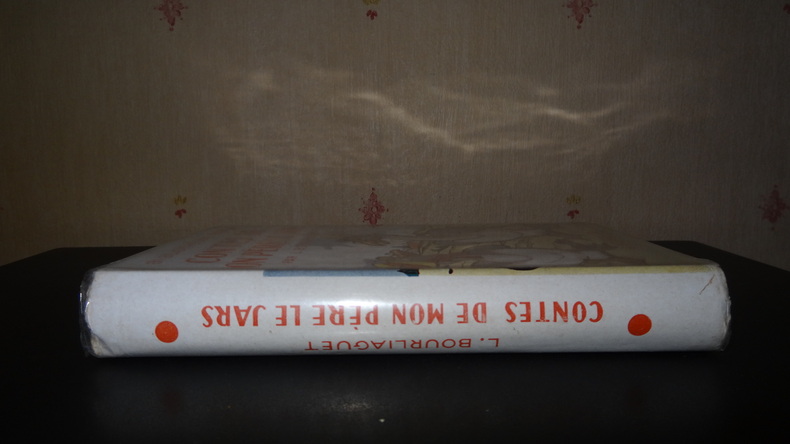 L. BOURLIAGUET
CONTES DE MON PÈRE LE JARS